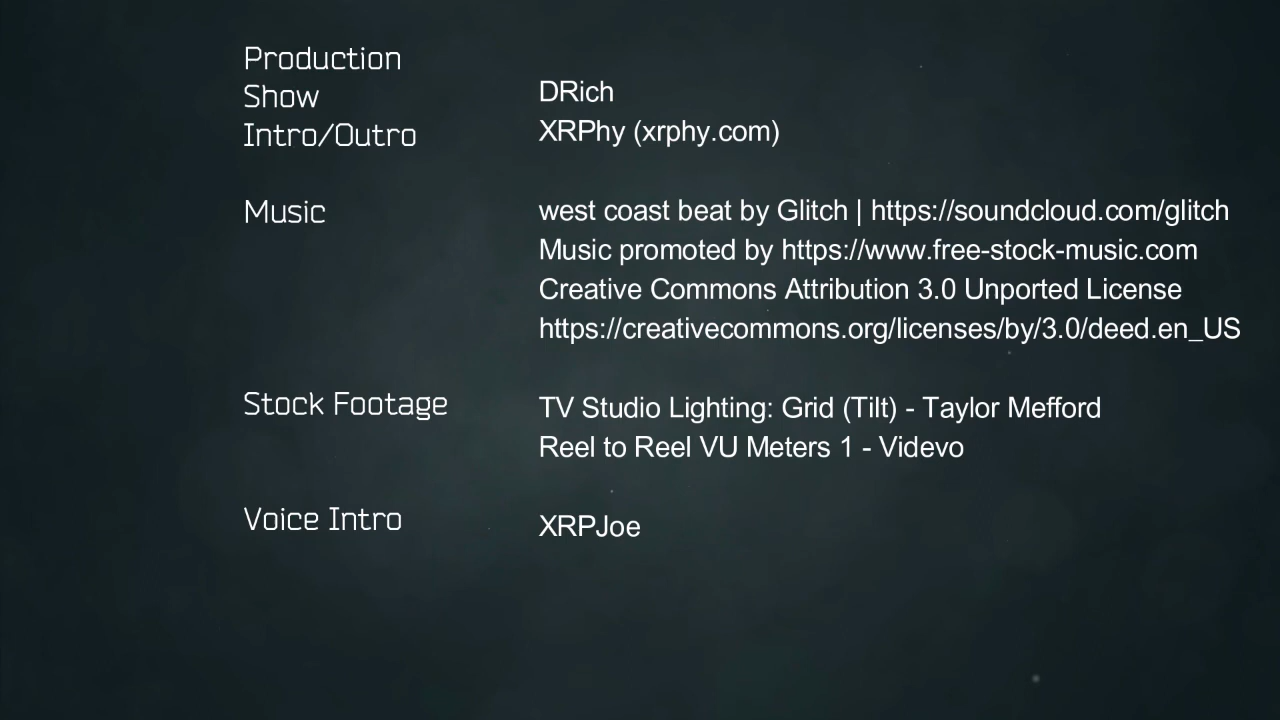 Production
Show DRich
Intro/Outro XRPhy (xrphy.com)
Music west coast beat by Glitch | https://soundcloud.com/glitch
Music promoted by https://www.free-stock-music.com
Creative Commons Attribution 3.0 Unported License
https://creativecommons.org/licenses/by/3.0/deed.en_US
Stock Footage TV Studio Lighting: Grid (Tilt) - Taylor Mefford
Reel to Reel VU Meters 1 - Videvo
Voice Intro XRPJoe